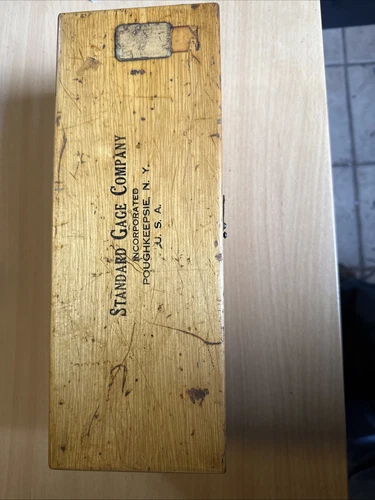 STANDARD GAGE COMPANY
INCORPORATED
POUGHKEEPSIE, N. Y.
U. S. A.